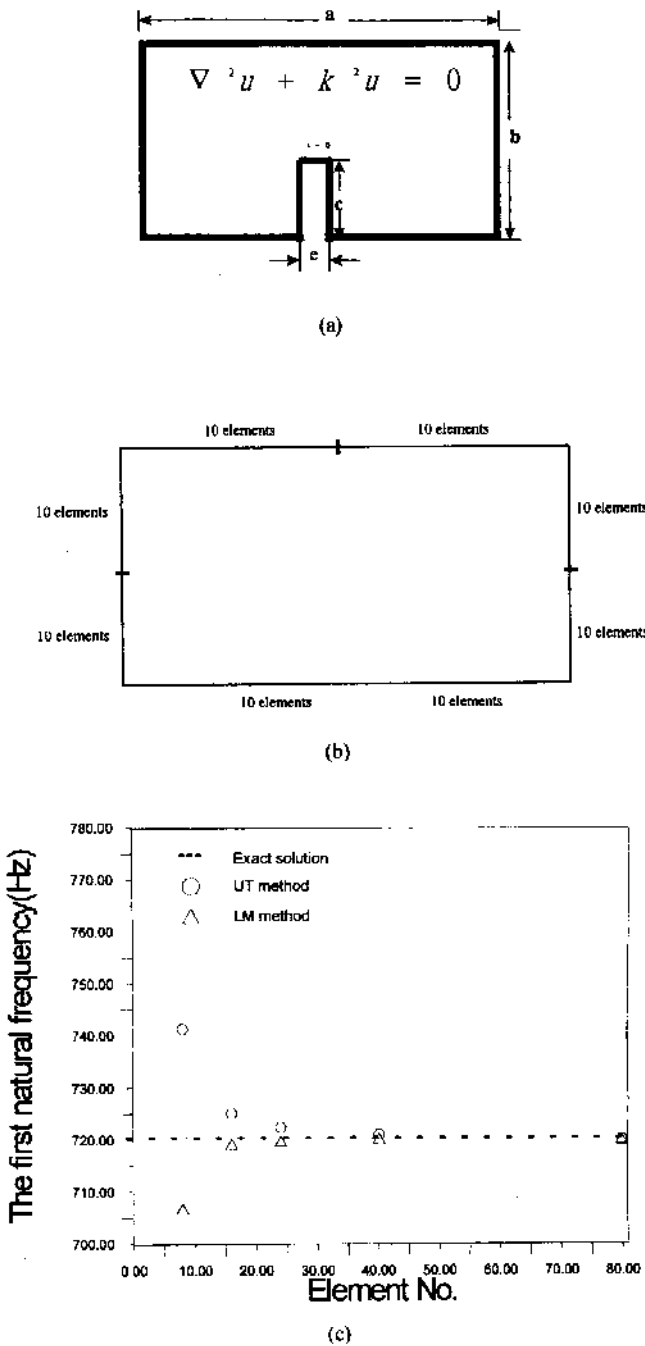 a
∇ ²u + k ²u = 0
b
c
e
(a)
10 elements 10 elements
10 elements 10 elements
10 elements 10 elements
10 elements 10 elements
(b)
The first natural frequency(Hz)
780.00
770.00
760.00
750.00
740.00
730.00
720.00
710.00
700.00
Exact solution
UT method
LM method
0.00 10.00 20.00 30.00 40.00 50.00 60.00 70.00 80.00
Element No.
(c)